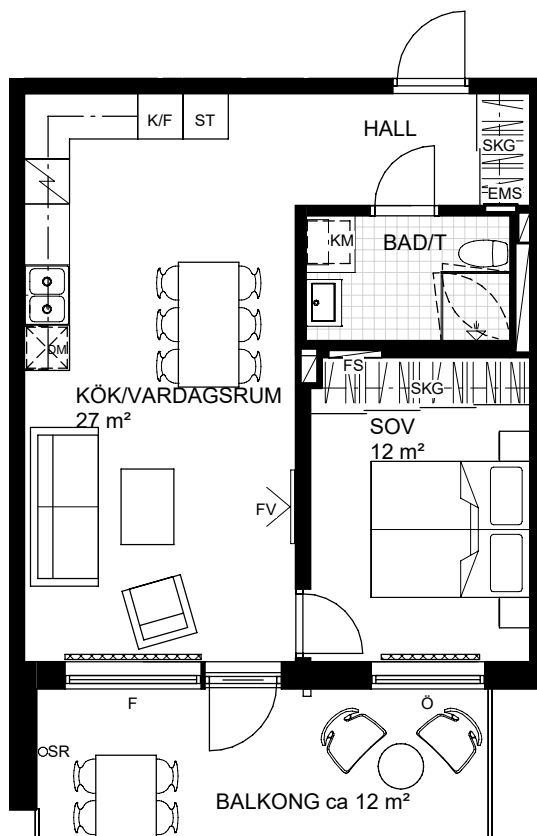 K/F
ST
HALL
SKG
EMS
KM
BAD/T
DM
FS
SKG
KÖK/VARDAGSRUM
27 m²
SOV
12 m²
FV
F
Ö
SR
BALKONG ca 12 m²